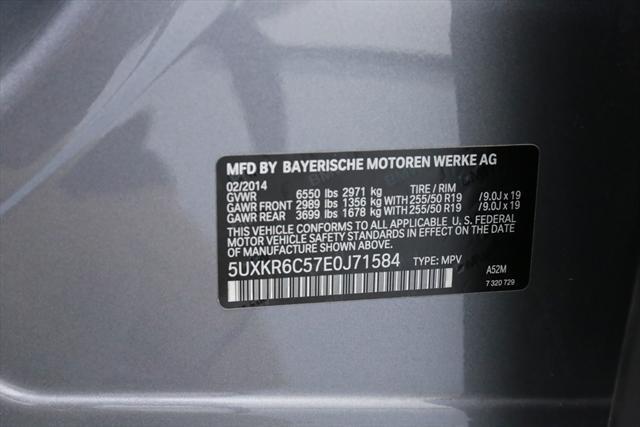 MFD BY BAYERISCHE MOTOREN WERKE AG
02/2014
GVWR 6550 lbs 2971 kg TIRE / RIM
GAWR FRONT 2989 lbs 1356 kg WITH 255/50 R19 /9.0J x 19
GAWR REAR 3699 lbs 1678 kg WITH 255/50 R19 /9.0J x 19
THIS VEHICLE CONFORMS TO ALL APPLICABLE U. S. FEDERAL
MOTOR VEHICLE SAFETY STANDARDS IN EFFECT ON THE DATE
OF MANUFACTURE SHOWN ABOVE.
5UXKR6C57E0J71584 TYPE: MPV A52M
7 320 729